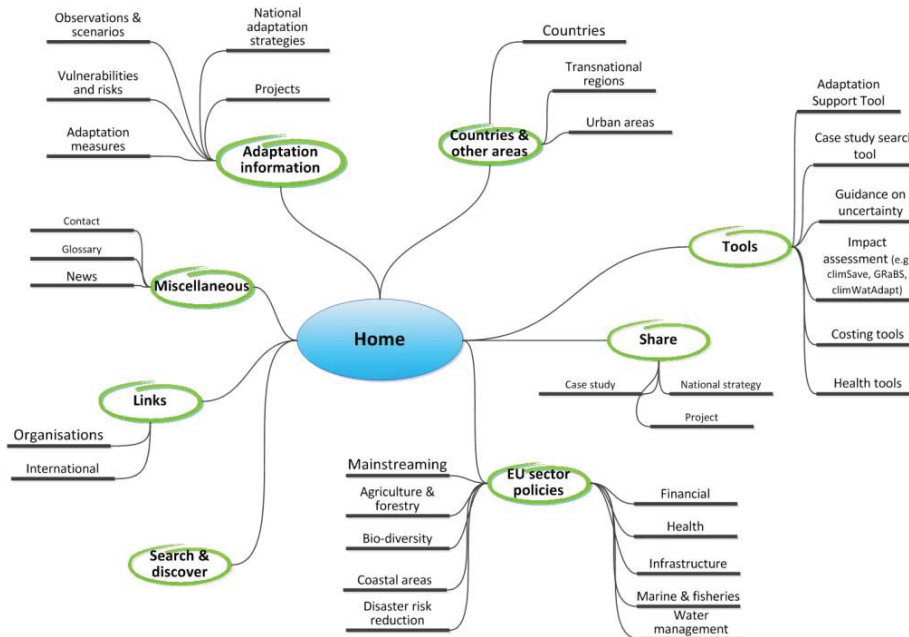 Observations &
scenarios
National
adaptation
strategies
Vulnerabilities
and risks
Projects
Adaptation
measures
Adaptation
information
Countries
Transnational
regions
Urban areas
Countries &
other areas
Adaptation
Support Tool
Case study search
tool
Guidance on
uncertainty
Impact
assessment (e.g
climSave, GRaBS,
climWatAdapt)
Costing tools
Health tools
Tools
Contact
Glossary
News
Miscellaneous
Home
Share
Case study
National strategy
Project
Links
Organisations
International
Search &
discover
EU sector
policies
Mainstreaming
Agriculture &
forestry
Bio-diversity
Coastal areas
Disaster risk
reduction
Financial
Health
Infrastructure
Marine & fisheries
Water
management